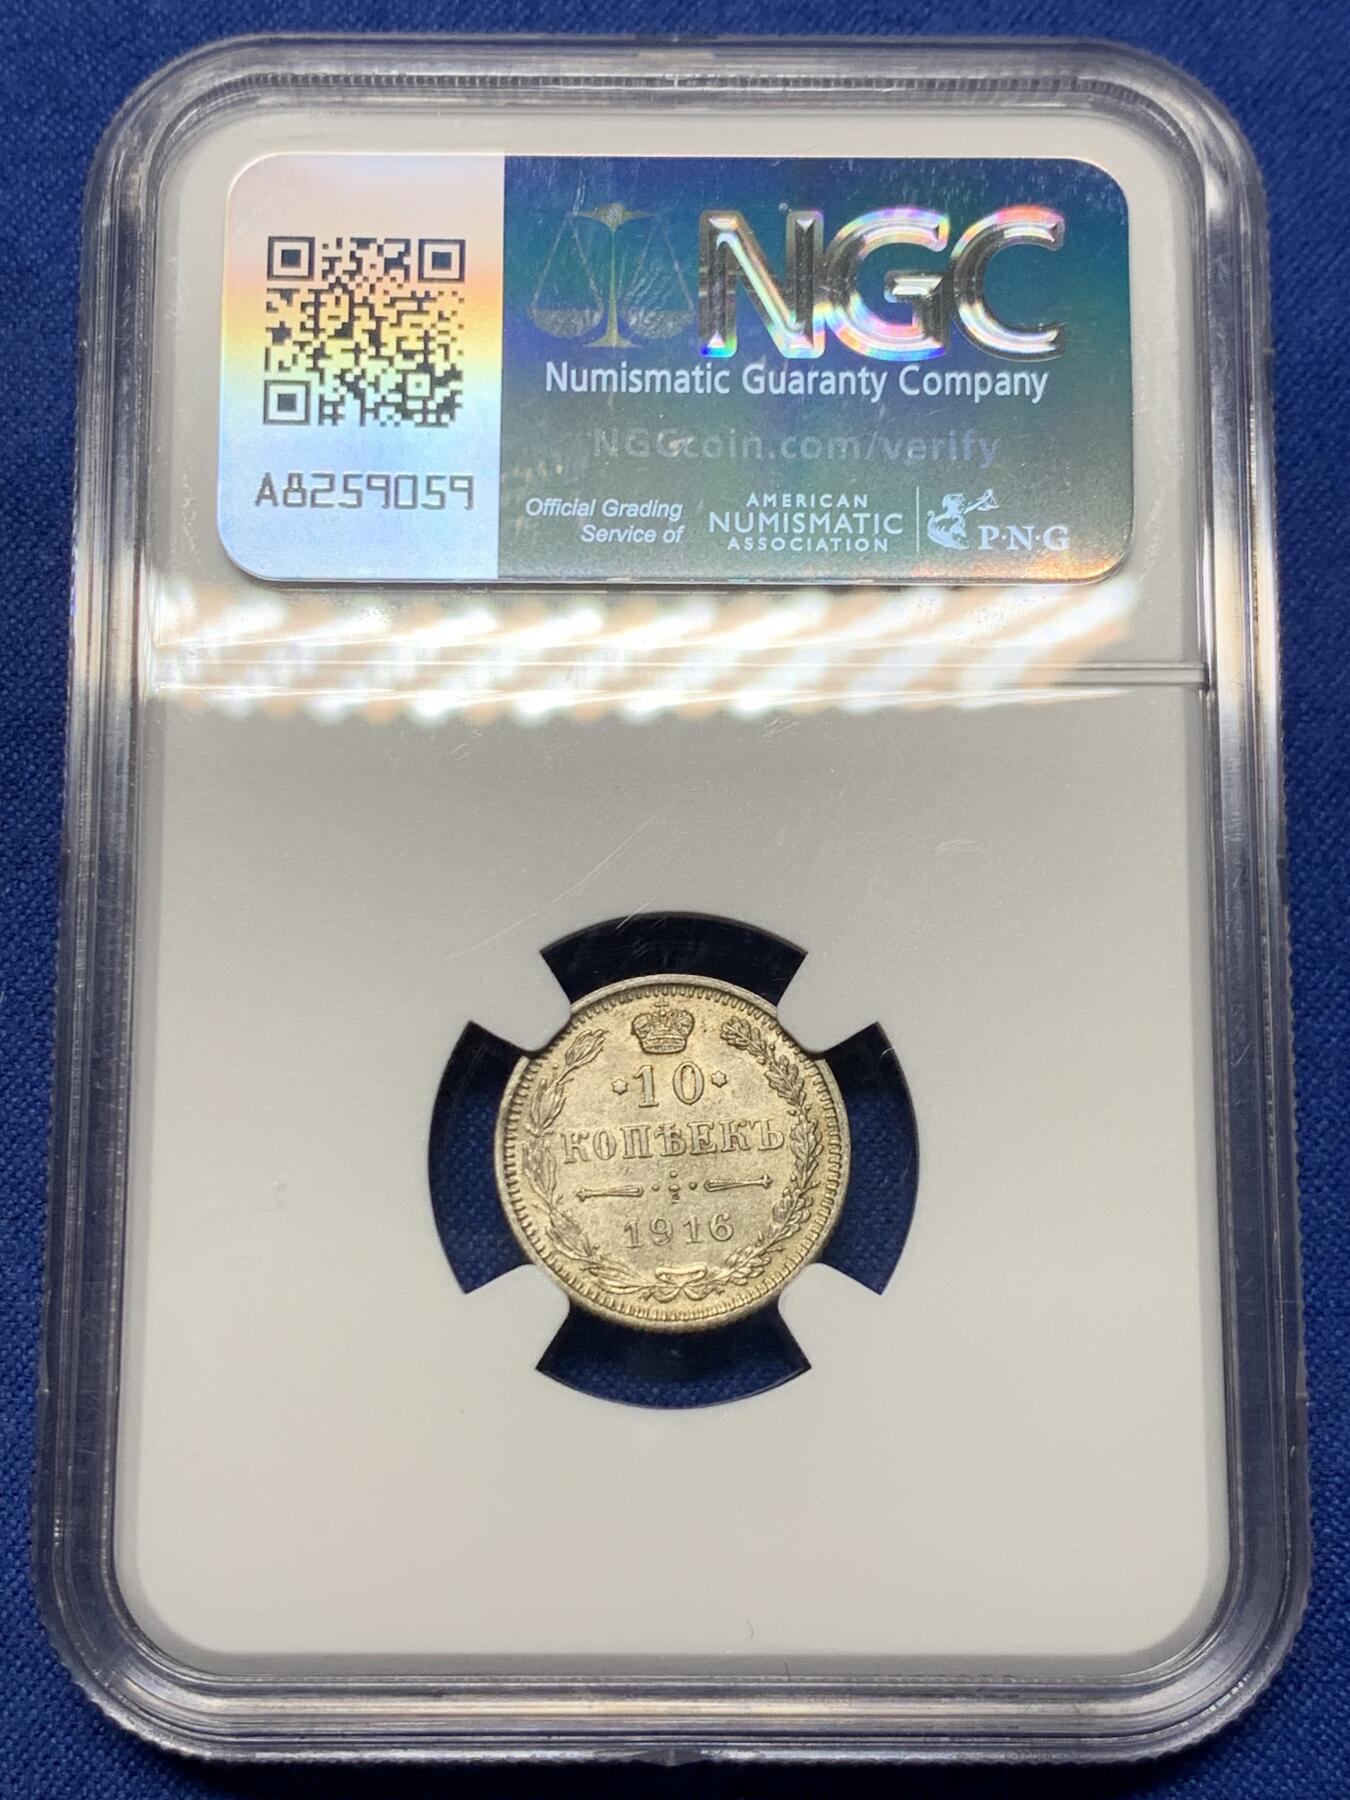 NGC
Numismatic Guaranty Company
NGCcoin.com/verify
A8259059
Official Grading
Service of
AMERICAN
NUMISMATIC
ASSOCIATION
P·N·G
10
КОПѢЕКЪ
1916